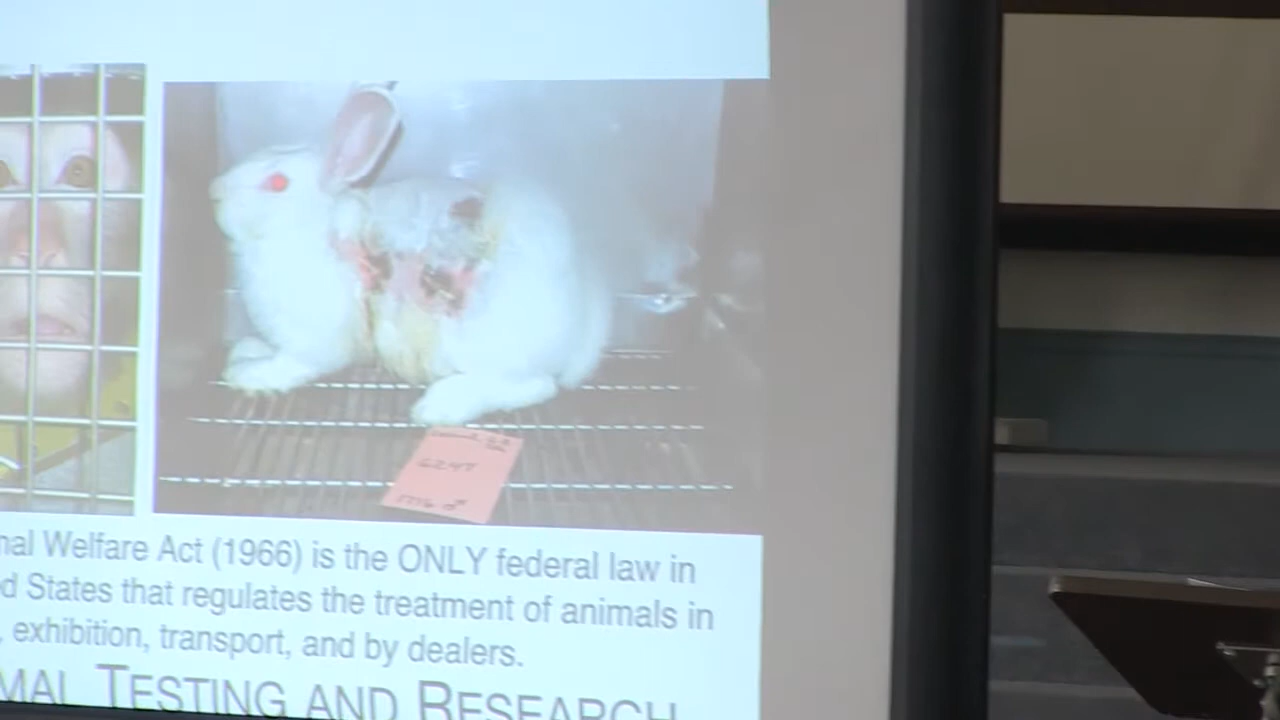 6247
nal Welfare Act (1966) is the ONLY federal law in
d States that regulates the treatment of animals in
, exhibition, transport, and by dealers.
MAL TESTING AND RESEARCH